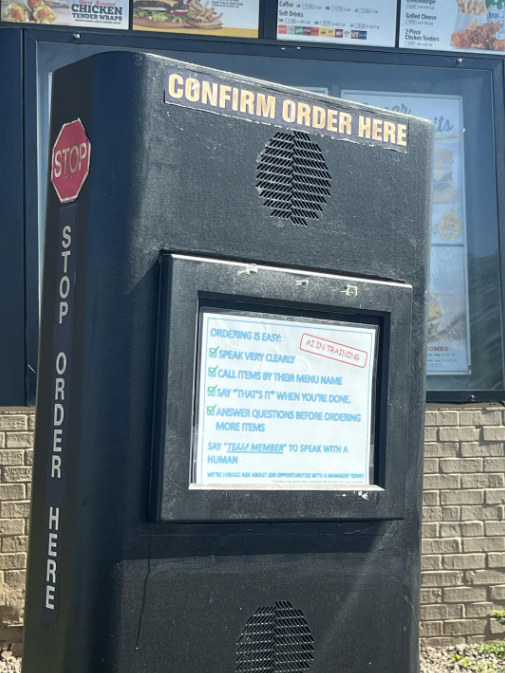 CHICKEN
TENDER WRAPS
Coffee
Soft Drinks
Grilled Cheese
2-Piece
Chicken Tenders
CONFIRM ORDER HERE
STOP
STOP ORDER HERE
ORDERING IS EASY:
AI IN TRAINING
☑ SPEAK VERY CLEARLY
☑ CALL ITEMS BY THEIR MENU NAME
☑ SAY "THAT'S IT" WHEN YOU'RE DONE.
☑ ANSWER QUESTIONS BEFORE ORDERING
MORE ITEMS
SAY "TEAM MEMBER" TO SPEAK WITH A
HUMAN
WE'RE HIRING! ASK ABOUT JOB OPPORTUNITIES WITH A MANAGER TODAY!